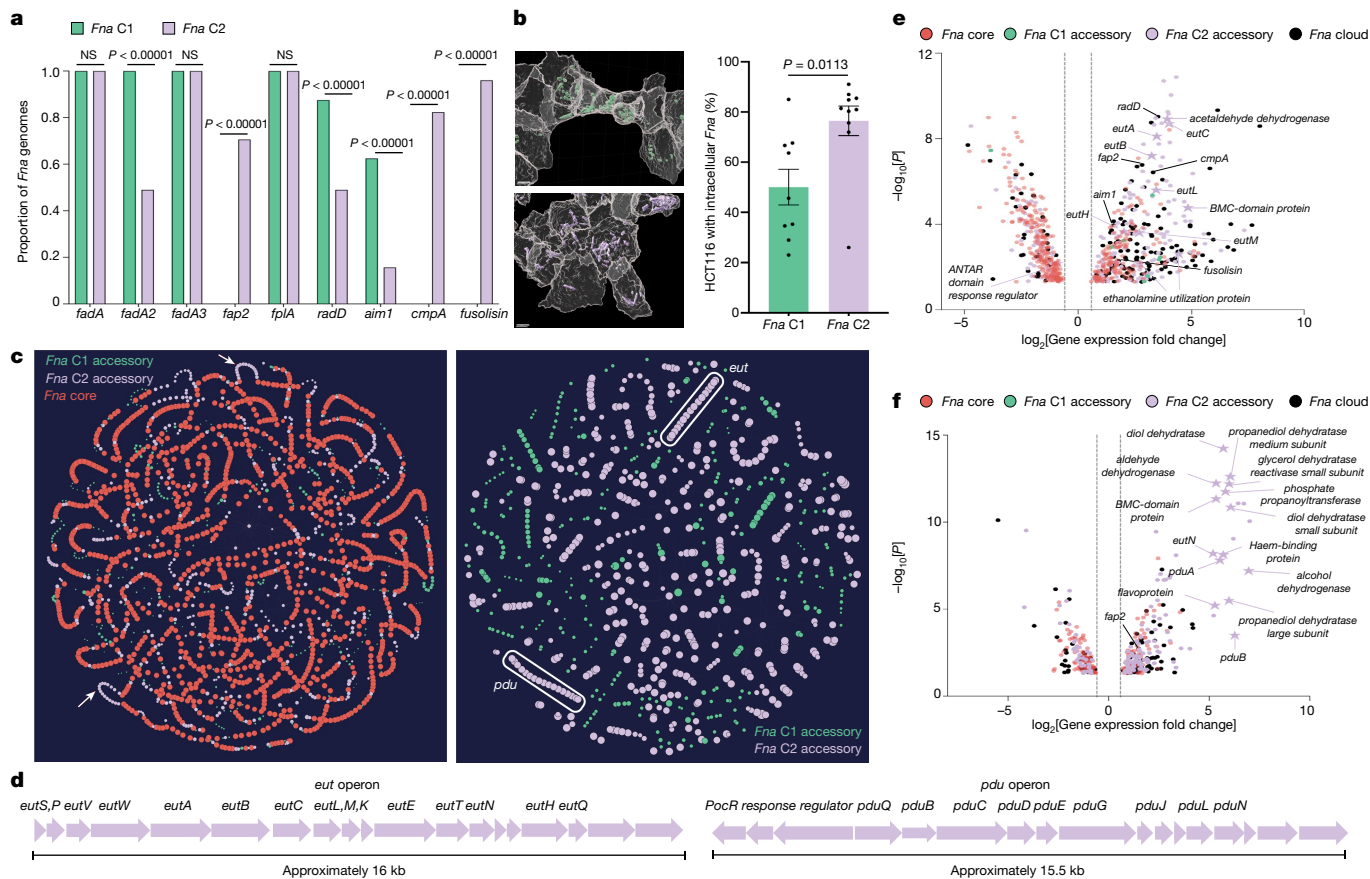 a
Fna C1
Fna C2
NS
P < 0.00001
NS
P < 0.00001
NS
P < 0.00001
P < 0.00001
P < 0.00001
P < 0.00001
Proportion of Fna genomes
1.0
0.8
0.6
0.4
0.2
0
fadA
fadA2
fadA3
fap2
fplA
radD
aim1
cmpA
fusolisin
b
HCT116 with intracellular Fna (%)
P = 0.0113
100
80
60
40
20
0
Fna C1
Fna C2
c
Fna C1 accessory
Fna C2 accessory
Fna core
eut
pdu
Fna C1 accessory
Fna C2 accessory
d
eut operon
eutS,P eutV eutW eutA eutB eutC eutL,M,K eutE eutT eutN eutH eutQ
Approximately 16 kb
pdu operon
PocR response regulator pduQ pduB pduC pduD pduE pduG pduJ pduL pduN
Approximately 15.5 kb
e
Fna core
Fna C1 accessory
Fna C2 accessory
Fna cloud
–log10[P]
12
8
4
0
radD
acetaldehyde dehydrogenase
eutA
eutC
eutB
fap2
cmpA
eutL
aim1
BMC-domain protein
eutH
eutM
ANTAR
domain
response regulator
fusolisin
ethanolamine utilization protein
–5
0
5
10
log2[Gene expression fold change]
f
Fna core
Fna C1 accessory
Fna C2 accessory
Fna cloud
–log10[P]
15
10
5
0
diol dehydratase
propanediol dehydratase
medium subunit
aldehyde
dehydrogenase
glycerol dehydratase
reactivase small subunit
phosphate
propanoyltransferase
BMC-domain
protein
diol dehydratase
small subunit
eutN
Haem-binding
protein
pduA
alcohol
dehydrogenase
flavoprotein
fap2
propanediol dehydratase
large subunit
pduB
–5
0
5
10
log2[Gene expression fold change]